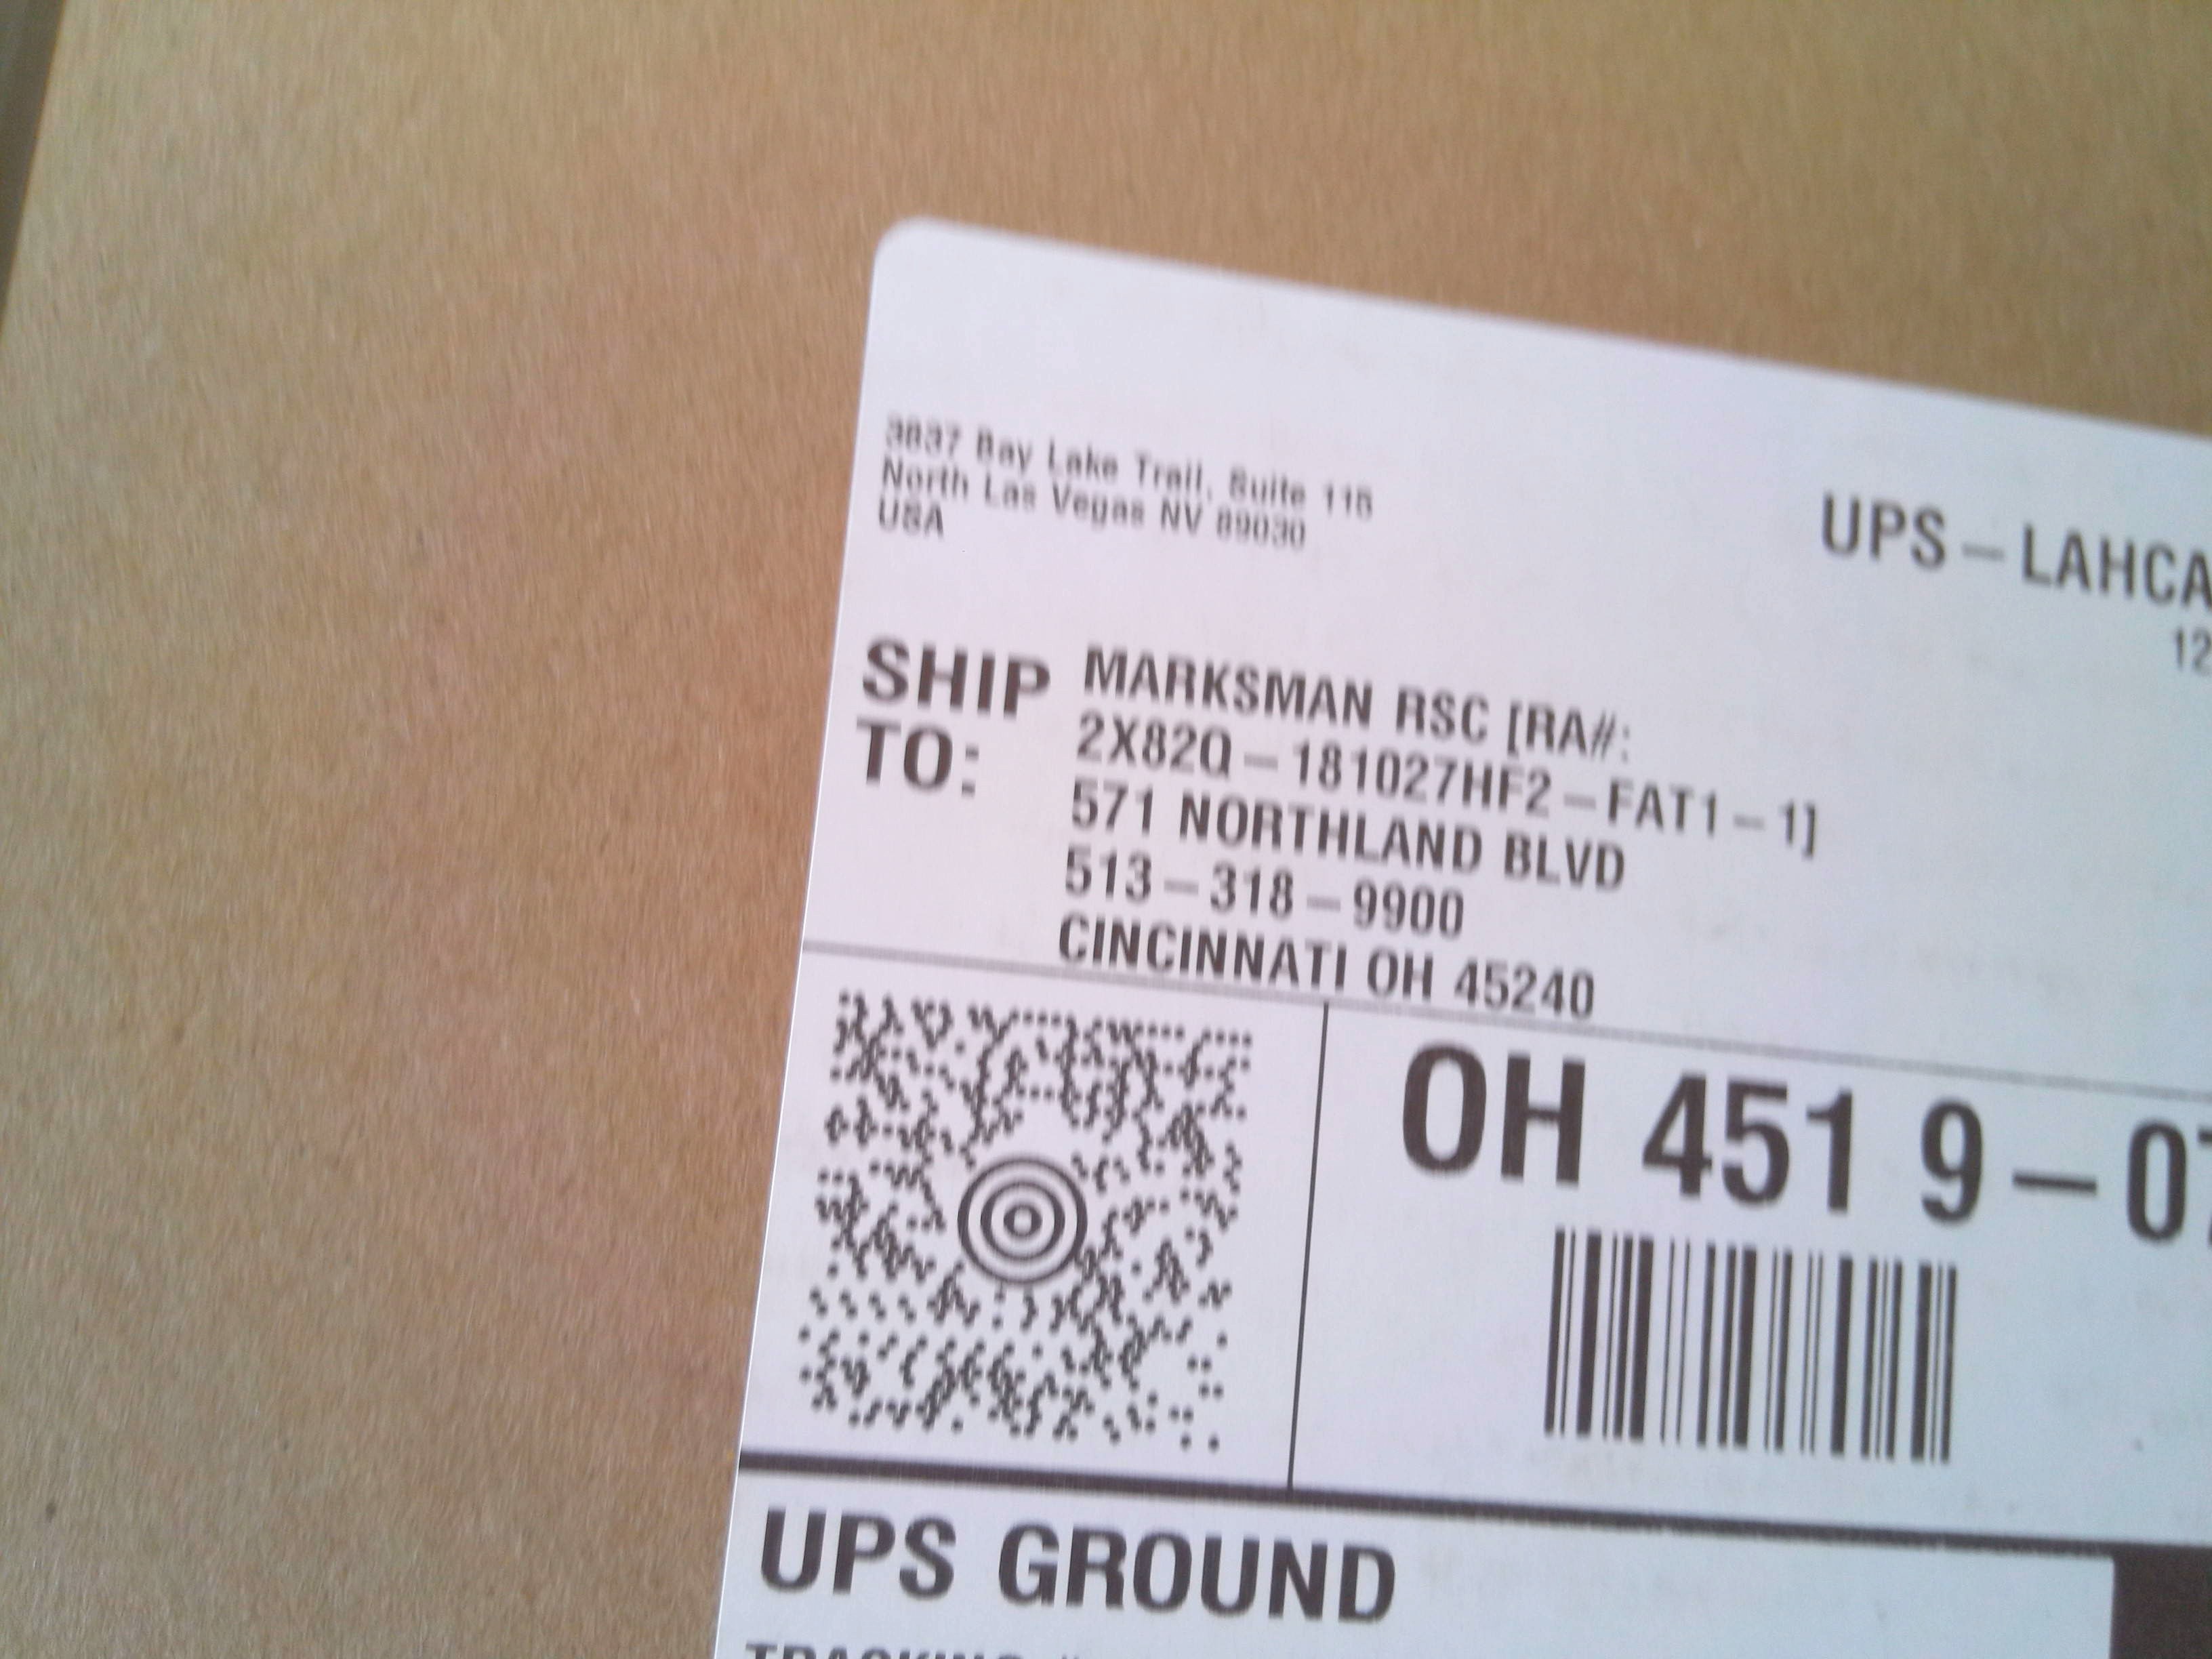 3837 Bay Lake Trail, Suite 115
North Las Vegas NV 89030
USA
UPS - LAHCA
12
SHIP TO:
MARKSMAN RSC [RA#:
2X82Q - 181027HF2 - FAT1 - 1]
571 NORTHLAND BLVD
513 - 318 - 9900
CINCINNATI OH 45240
OH 451 9 - 0
UPS GROUND